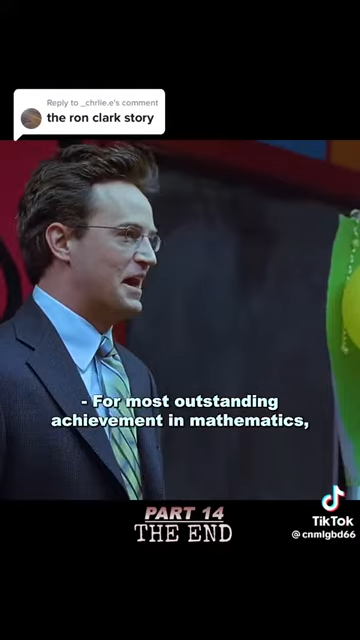 Reply to _chrlie.e's comment
the ron clark story
- For most outstanding
achievement in mathematics,
PART 14
THE END
TikTok
@cnmlgbd66